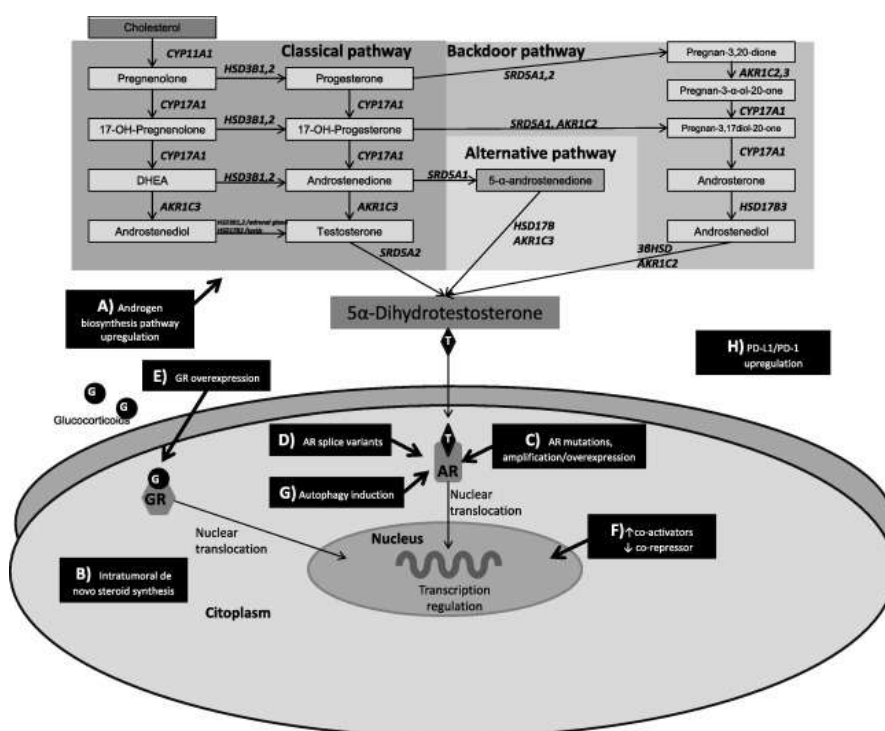 Cholesterol
CYP11A1
Classical pathway
Backdoor pathway
Pregnenolone
HSD3B1,2
Progesterone
SRD5A1,2
Pregnan-3,20-dione
AKR1C2,3
Pregnan-3-α-ol-20-one
CYP17A1
CYP17A1
CYP17A1
17-OH-Pregnenolone
HSD3B1,2
17-OH-Progesterone
SRD5A1, AKR1C2
Pregnan-3,17diol-20-one
CYP17A1
CYP17A1
Alternative pathway
CYP17A1
DHEA
HSD3B1,2
Androstenedione
SRD5A1
5-α-androstenedione
Androsterone
AKR1C3
AKR1C3
HSD17B
AKR1C3
HSD17B3
Androstenediol
Testosterone
Androstenediol
SRD5A2
3βHSD
AKR1C2
A) Androgen
biosynthesis pathway
upregulation
5α-Dihydrotestosterone
T
H) PD-L1/PD-1
upregulation
E) GR overexpression
G
G
Glucocorticoids
D) AR splice variants
T
AR
C) AR mutations,
amplification/overexpression
G
GR
G) Autophagy induction
Nuclear
translocation
Nuclear
translocation
Nucleus
F) ↑co-activators
↓ co-repressor
B) Intratumoral de
novo steroid synthesis
Transcription
regulation
Citoplasm